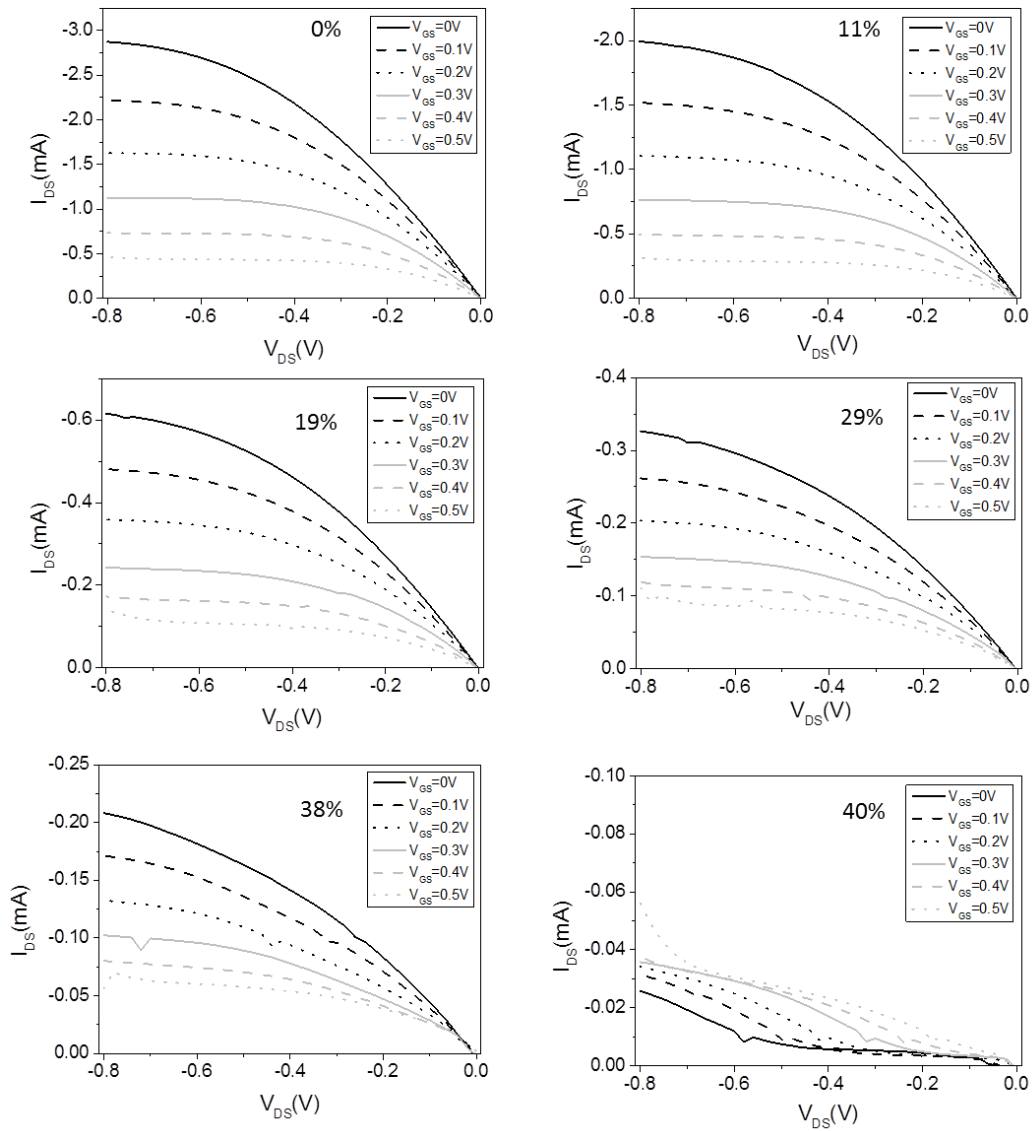 0%
V_GS=0V
V_GS=0.1V
V_GS=0.2V
V_GS=0.3V
V_GS=0.4V
V_GS=0.5V
-3.0
-2.5
-2.0
-1.5
-1.0
-0.5
0.0
I_DS(mA)
-0.8 -0.6 -0.4 -0.2 0.0
V_DS(V)
11%
V_GS=0V
V_GS=0.1V
V_GS=0.2V
V_GS=0.3V
V_GS=0.4V
V_GS=0.5V
-2.0
-1.5
-1.0
-0.5
0.0
I_DS(mA)
-0.8 -0.6 -0.4 -0.2 0.0
V_DS(V)
19%
V_GS=0V
V_GS=0.1V
V_GS=0.2V
V_GS=0.3V
V_GS=0.4V
V_GS=0.5V
-0.6
-0.4
-0.2
0.0
I_DS(mA)
-0.8 -0.6 -0.4 -0.2 0.0
V_DS(V)
29%
V_GS=0V
V_GS=0.1V
V_GS=0.2V
V_GS=0.3V
V_GS=0.4V
V_GS=0.5V
-0.4
-0.3
-0.2
-0.1
0.0
I_DS(mA)
-0.8 -0.6 -0.4 -0.2 0.0
V_DS(V)
38%
V_GS=0V
V_GS=0.1V
V_GS=0.2V
V_GS=0.3V
V_GS=0.4V
V_GS=0.5V
-0.25
-0.20
-0.15
-0.10
-0.05
0.00
I_DS(mA)
-0.8 -0.6 -0.4 -0.2 0.0
V_DS(V)
40%
V_GS=0V
V_GS=0.1V
V_GS=0.2V
V_GS=0.3V
V_GS=0.4V
V_GS=0.5V
-0.10
-0.08
-0.06
-0.04
-0.02
0.00
I_DS(mA)
-0.8 -0.6 -0.4 -0.2 0.0
V_DS(V)